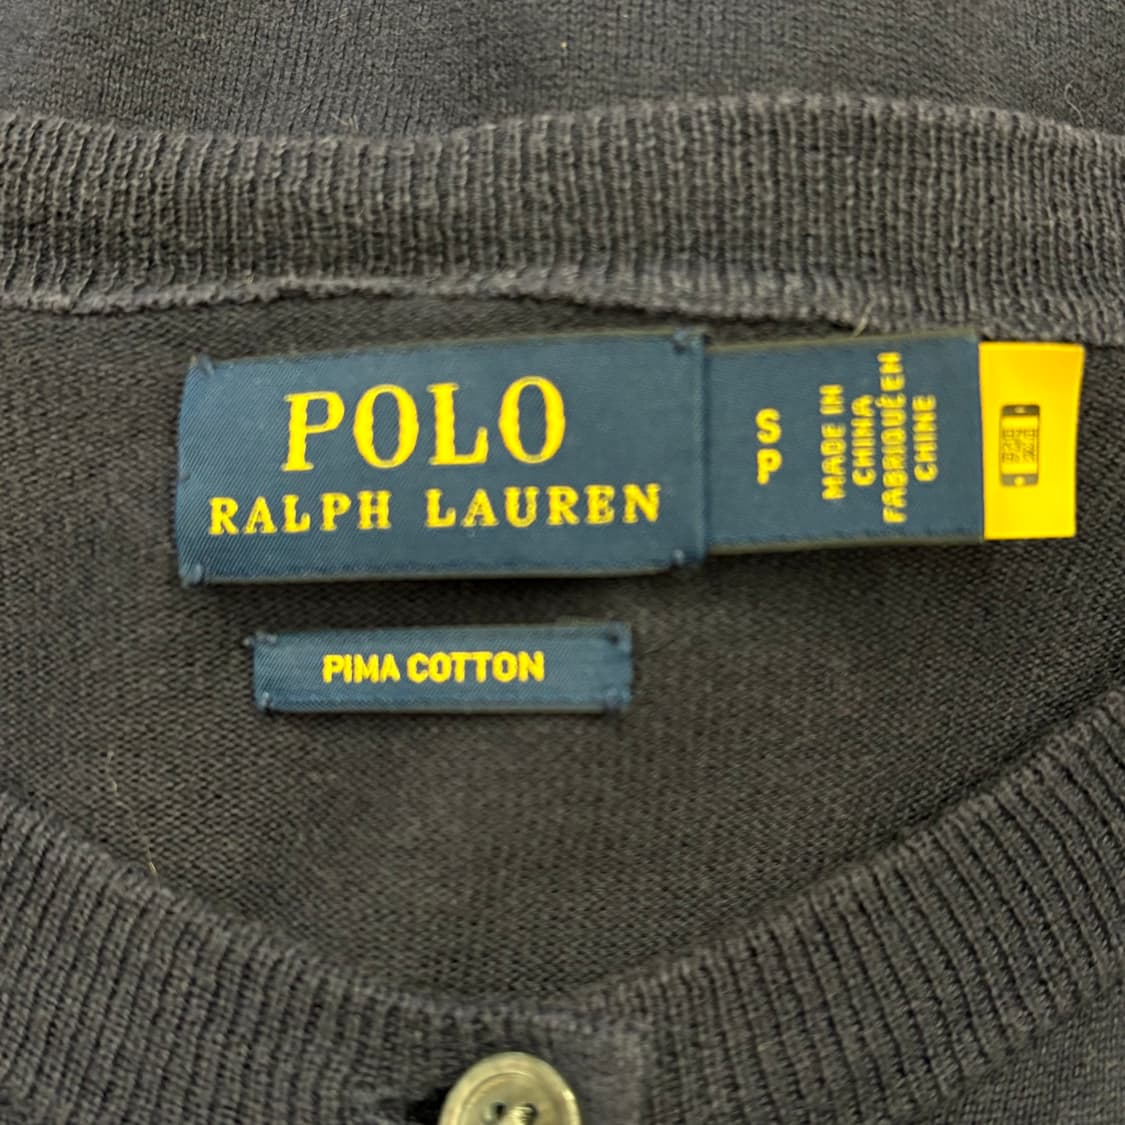 POLO
RALPH LAUREN
S
P
MADE IN
CHINA
FABRIQUÉ EN
CHINE
PIMA COTTON